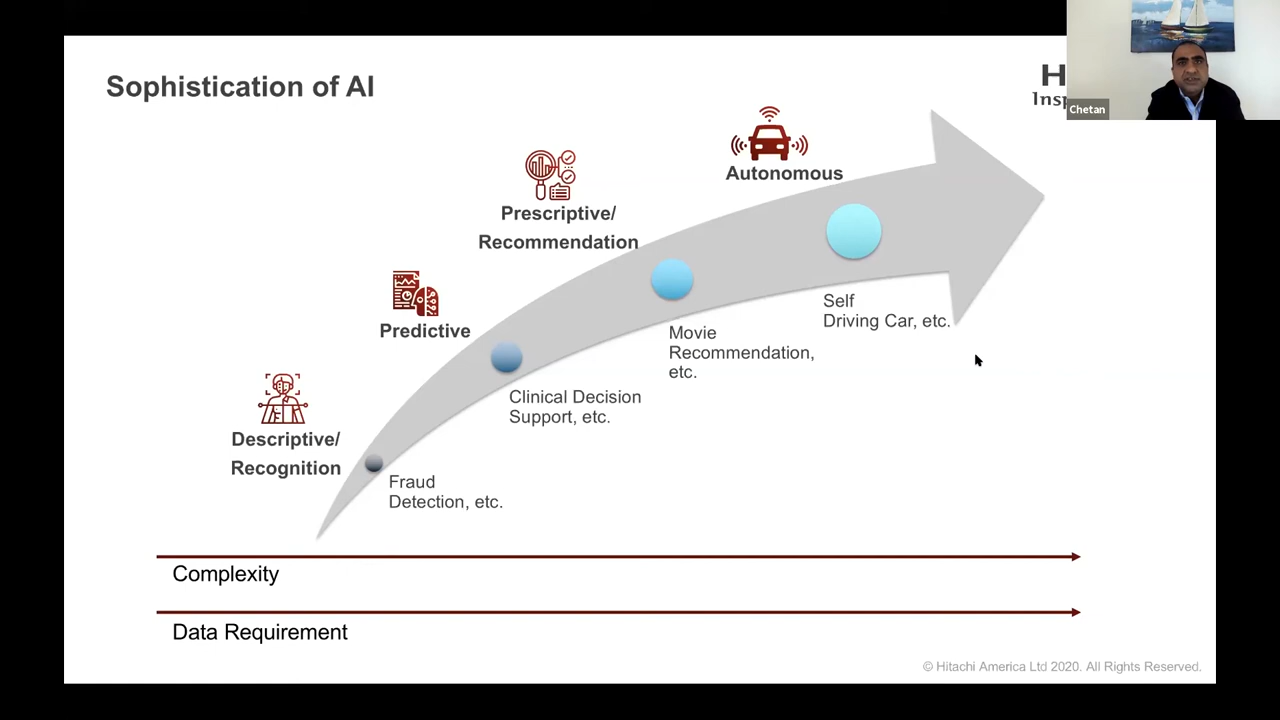 Sophistication of AI
H
Insp
Chetan
Autonomous
Prescriptive/
Recommendation
Self
Driving Car, etc.
Predictive
Movie
Recommendation,
etc.
Clinical Decision
Support, etc.
Descriptive/
Recognition
Fraud
Detection, etc.
Complexity
Data Requirement
© Hitachi America Ltd 2020. All Rights Reserved.